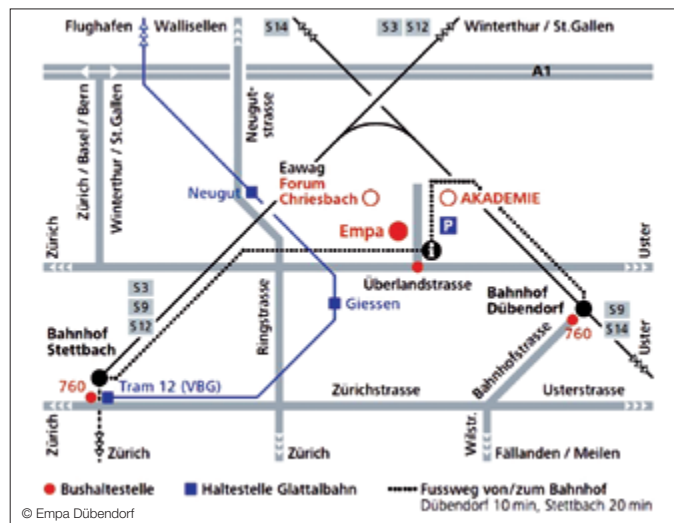 Flughafen Wallisellen
S14
S3 S12
Winterthur / St.Gallen
A1
Zürich / Basel / Bern
Winterthur / St.Gallen
Neugut-
strasse
Eawag
Forum
Chriesbach
AKADEMIE
Neugut
P
Empa
i
Zürich
Uster
Überlandstrasse
S3
S9
S12
Ringstrasse
Giessen
Bahnhof
Dübendorf
S9
S14
Bahnhof
Stettbach
760
Uster
Bahnhofstrasse
760
Tram 12 (VBG)
Zürichstrasse
Usterstrasse
Zürich
Zürich
Zürich
Wilstr.
Fällanden / Meilen
Bushaltestelle
Haltestelle Glattalbahn
Fussweg von/zum Bahnhof
Dübendorf 10 min, Stettbach 20 min
© Empa Dübendorf